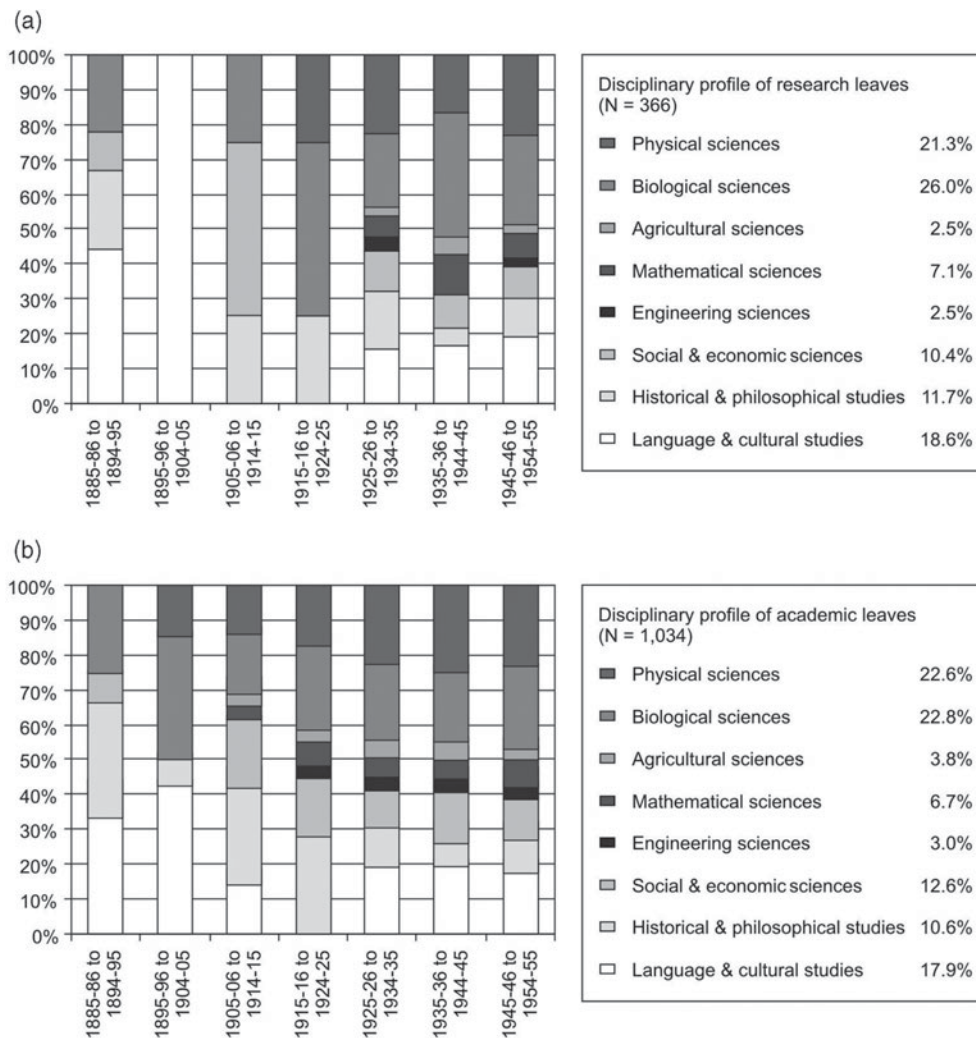 (a)
100%
90%
80%
70%
60%
50%
40%
30%
20%
10%
0%
1885-86 to
1894-95
1895-96 to
1904-05
1905-06 to
1914-15
1915-16 to
1924-25
1925-26 to
1934-35
1935-36 to
1944-45
1945-46 to
1954-55
Disciplinary profile of research leaves
(N = 366)
Physical sciences 21.3%
Biological sciences 26.0%
Agricultural sciences 2.5%
Mathematical sciences 7.1%
Engineering sciences 2.5%
Social & economic sciences 10.4%
Historical & philosophical studies 11.7%
Language & cultural studies 18.6%
(b)
100%
90%
80%
70%
60%
50%
40%
30%
20%
10%
0%
1885-86 to
1894-95
1895-96 to
1904-05
1905-06 to
1914-15
1915-16 to
1924-25
1925-26 to
1934-35
1935-36 to
1944-45
1945-46 to
1954-55
Disciplinary profile of academic leaves
(N = 1,034)
Physical sciences 22.6%
Biological sciences 22.8%
Agricultural sciences 3.8%
Mathematical sciences 6.7%
Engineering sciences 3.0%
Social & economic sciences 12.6%
Historical & philosophical studies 10.6%
Language & cultural studies 17.9%